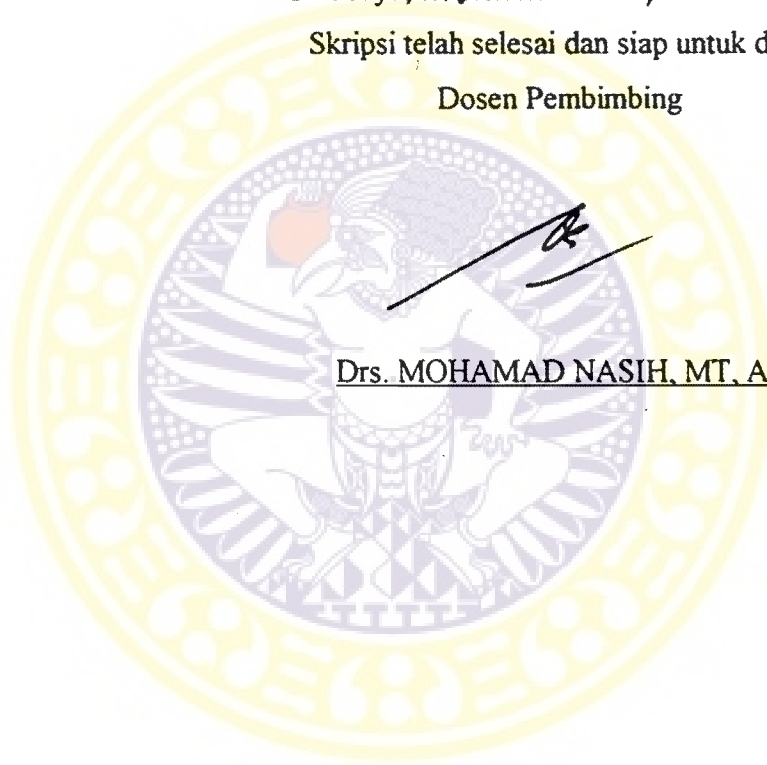 Skripsi telah selesai dan siap untuk d
Dosen Pembimbing
Drs. MOHAMAD NASIH, MT, A